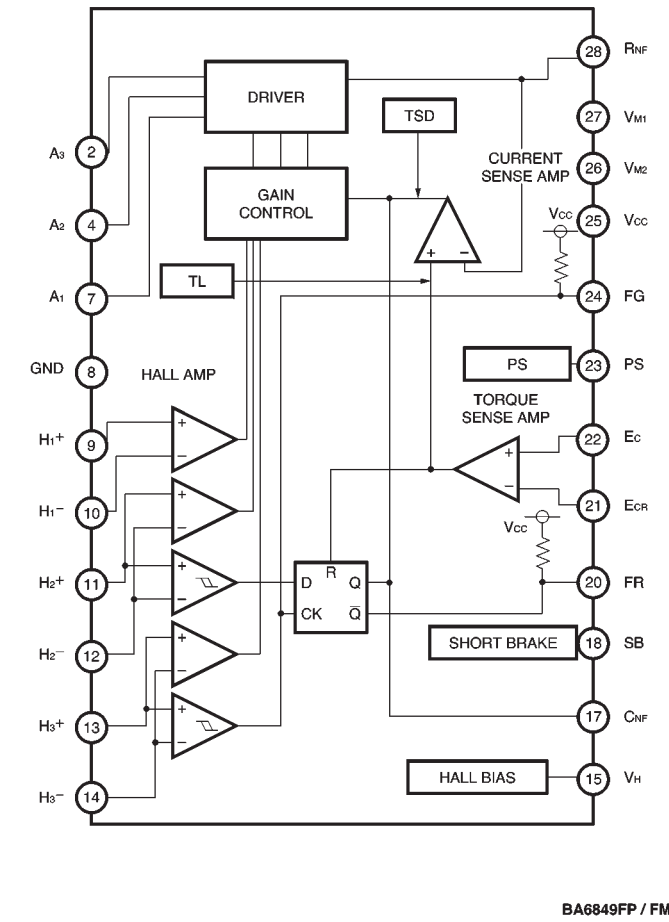 28 RNF
DRIVER
TSD
27 VM1
A3 2
CURRENT
SENSE AMP
26 VM2
GAIN
CONTROL
VCC
25 VCC
A2 4
+ −
TL
A1 7
24 FG
GND 8
HALL AMP
PS
23 PS
TORQUE
SENSE AMP
H1+ 9
+
−
+
−
22 EC
H1− 10
+
−
21 ECR
VCC
H2+ 11
+
−
D R Q
CK Q̅
20 FR
H2− 12
+
−
SHORT BRAKE
18 SB
H3+ 13
+
−
17 CNF
HALL BIAS
15 VH
H3− 14
BA6849FP / FM